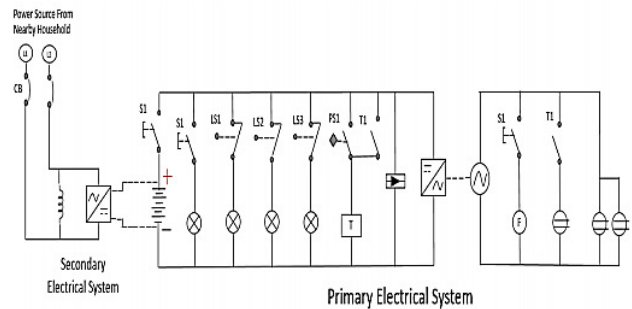 Power Source From
Nearby Household
L1
L2
CB
S1
S1
LS1
LS2
LS3
PS1
T1
S1
T1
+
−
T
F
Secondary
Electrical System
Primary Electrical System